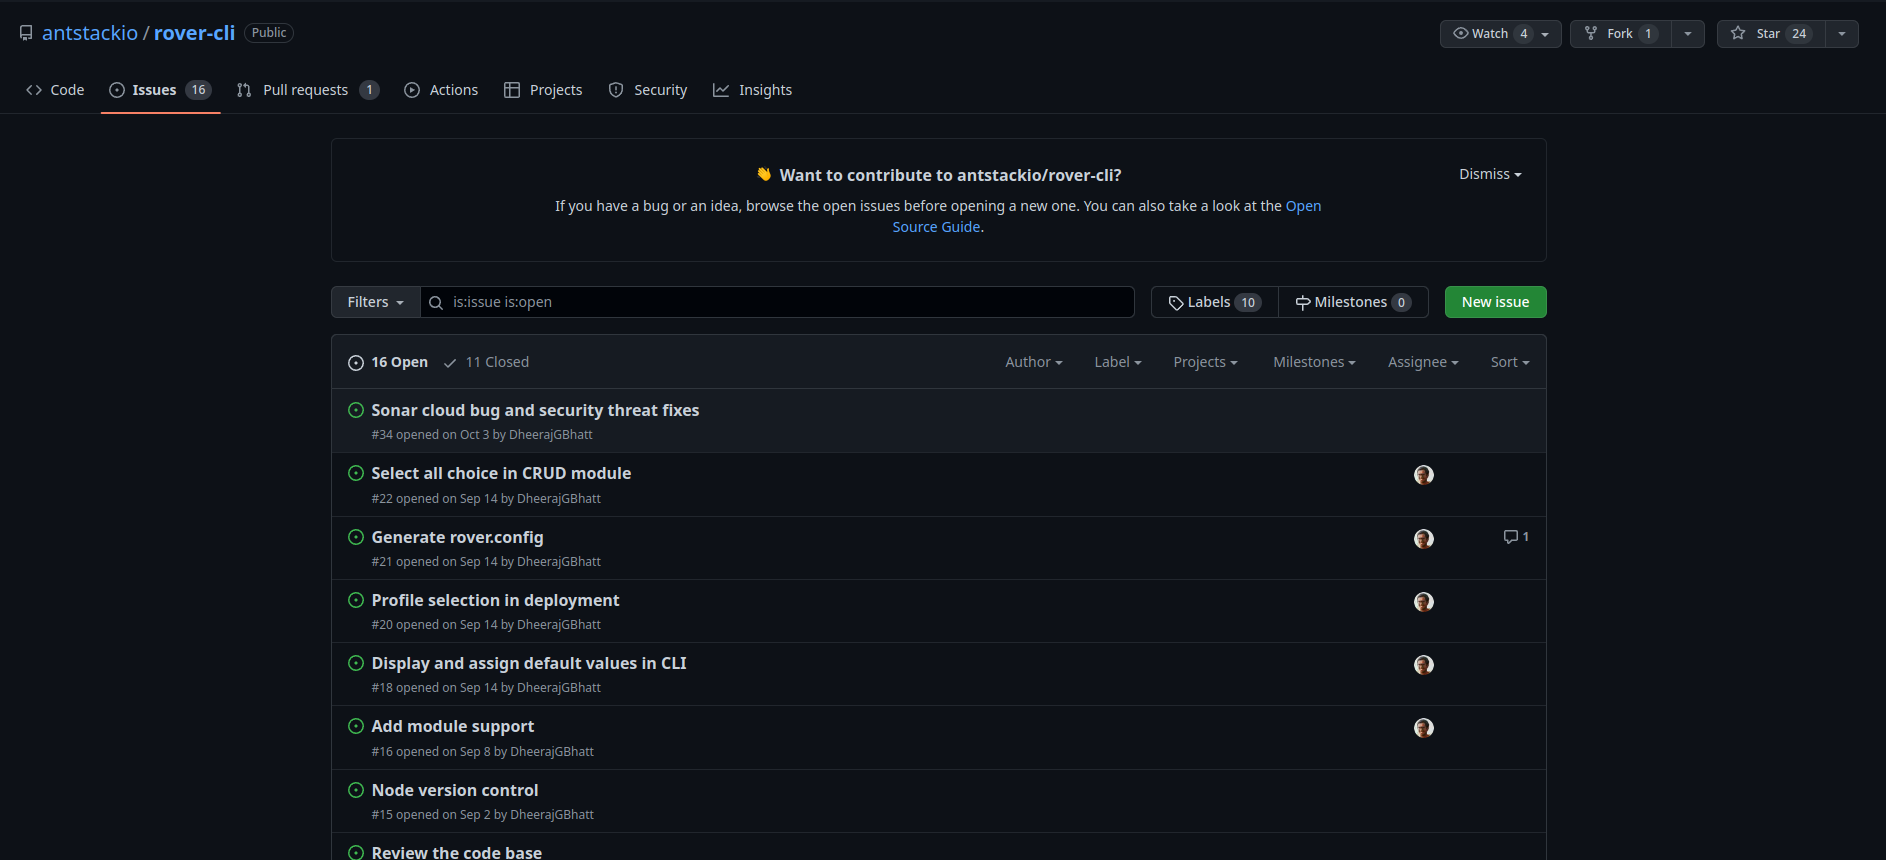 antstackio / rover-cli Public
Watch 4 Fork 1 Star 24
Code Issues 16 Pull requests 1 Actions Projects Security Insights
👋 Want to contribute to antstackio/rover-cli?
Dismiss
If you have a bug or an idea, browse the open issues before opening a new one. You can also take a look at the Open
Source Guide.
Filters is:issue is:open Labels 10 Milestones 0 New issue
16 Open 11 Closed Author Label Projects Milestones Assignee Sort
Sonar cloud bug and security threat fixes
#34 opened on Oct 3 by DheerajGBhatt
Select all choice in CRUD module
#22 opened on Sep 14 by DheerajGBhatt
Generate rover.config 1
#21 opened on Sep 14 by DheerajGBhatt
Profile selection in deployment
#20 opened on Sep 14 by DheerajGBhatt
Display and assign default values in CLI
#18 opened on Sep 14 by DheerajGBhatt
Add module support
#16 opened on Sep 8 by DheerajGBhatt
Node version control
#15 opened on Sep 2 by DheerajGBhatt
Review the code base